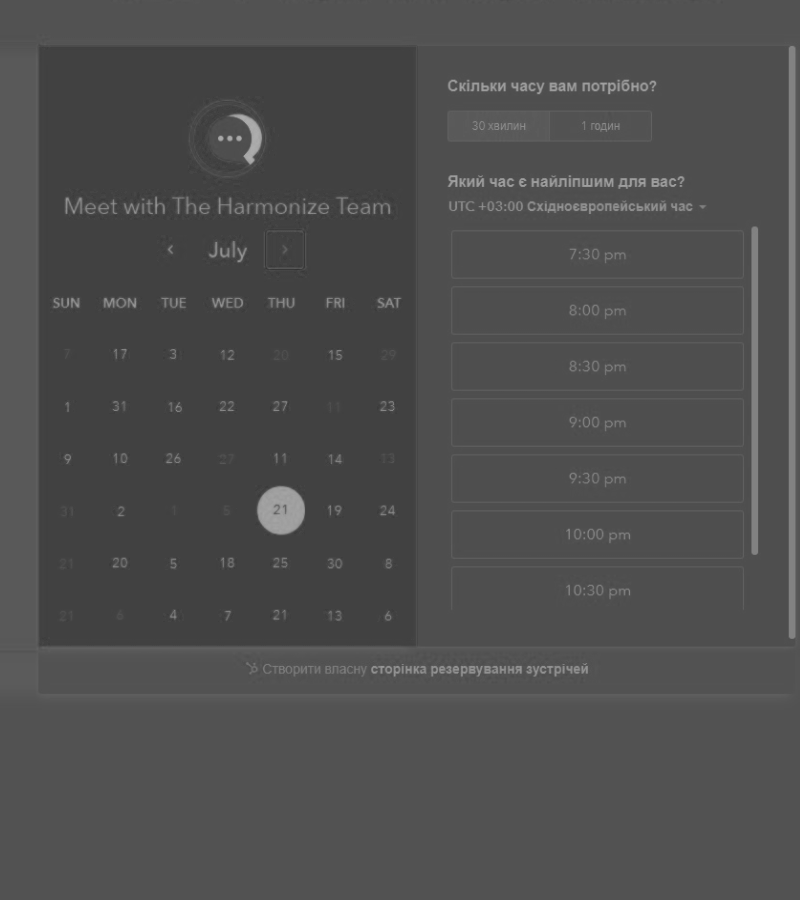 Meet with The Harmonize Team
July
SUN MON TUE WED THU FRI SAT
7 17 3 12 20 15 29
1 31 16 22 27 11 23
9 10 26 27 11 14 13
31 2 1 5 21 19 24
21 20 5 18 25 30 8
21 4 7 21 13 6
Скільки часу вам потрібно?
30 хвилин 1 годин
Який час є найліпшим для вас?
UTC +03:00 Східноєвропейський час
7:30 pm
8:00 pm
8:30 pm
9:00 pm
9:30 pm
10:00 pm
10:30 pm
Створити власну сторінка резервування зустрічей